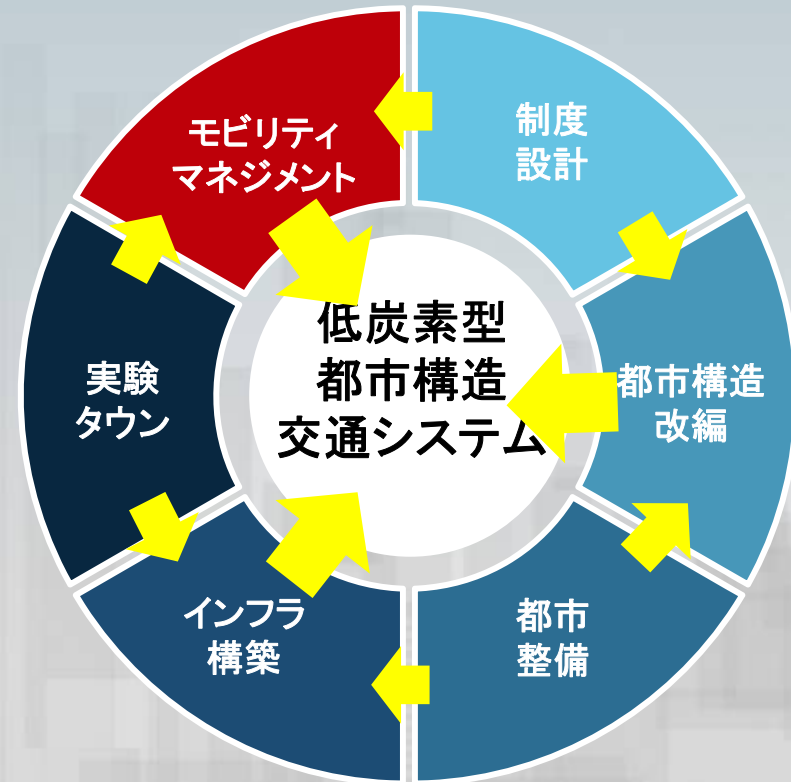 モビリティ
マネジメント
制度
設計
低炭素型
都市構造
交通システム
実験
タウン
都市構造
改編
インフラ
構築
都市
整備